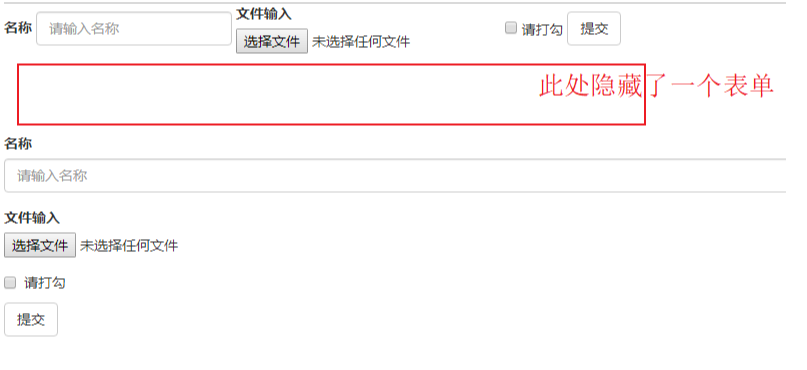 名称 请输入名称 文件输入
选择文件 未选择任何文件 请打勾 提交
此处隐藏了一个表单
名称
请输入名称
文件输入
选择文件 未选择任何文件
请打勾
提交